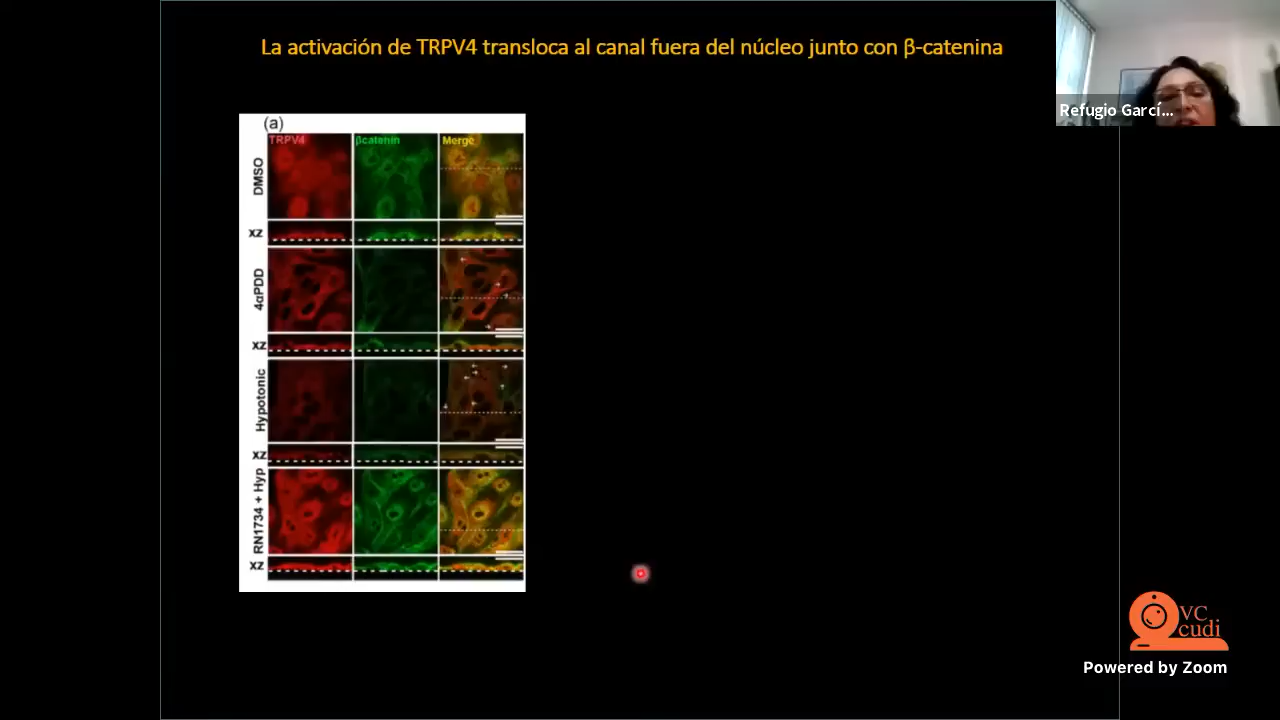 La activación de TRPV4 transloca al canal fuera del núcleo junto con β-catenina
Refugio Garcí...
(a)
TRPV4 βcatenin Merge
DMSO
XZ
4αPDD
XZ
Hypotonic
XZ
RN1734 + Hyp
XZ
VC
cudi
Powered by Zoom